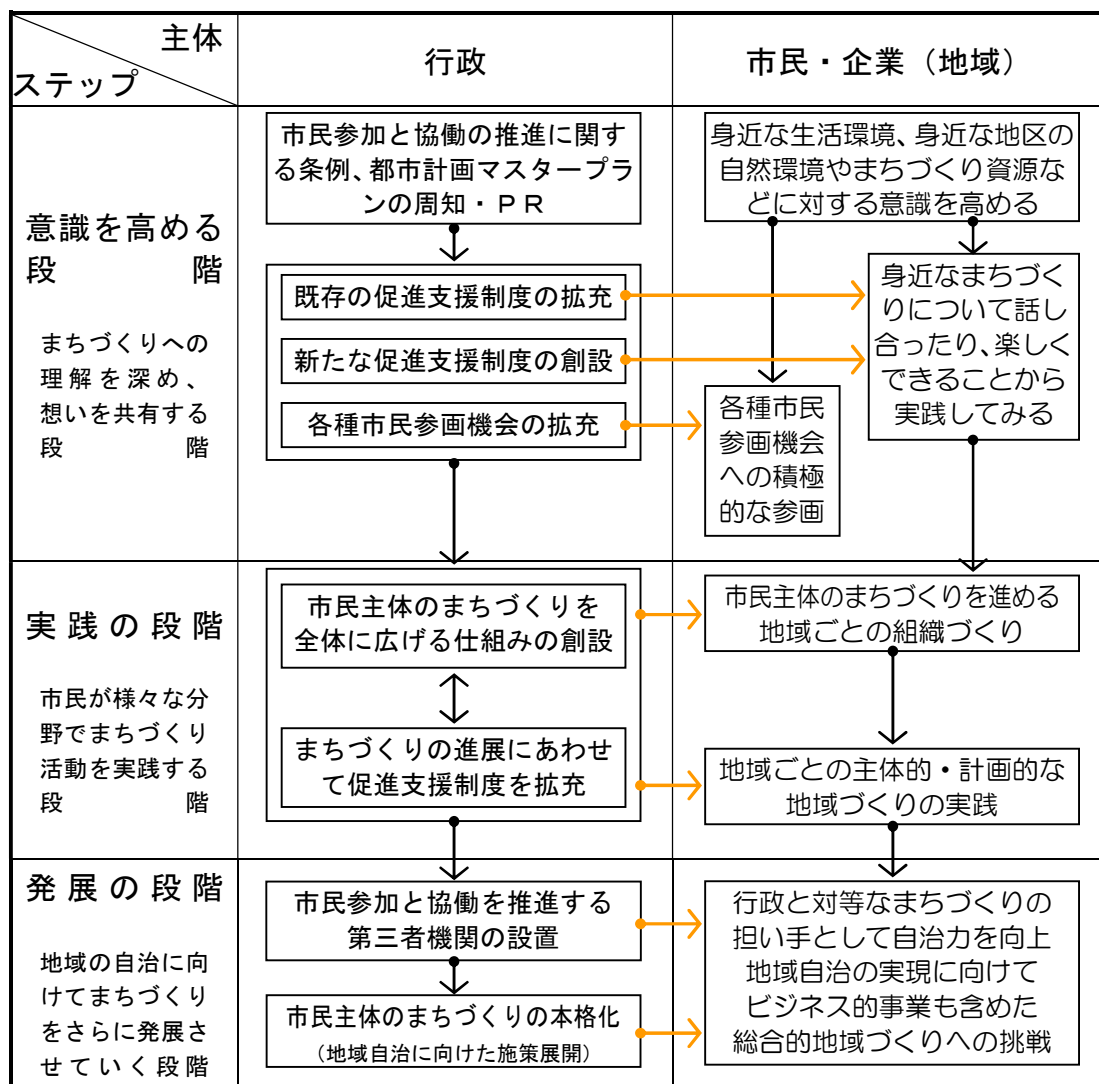 主体
ステップ
行政
市民・企業（地域）
意識を高める
段階
まちづくりへの
理解を深め、
想いを共有する
段階
市民参加と協働の推進に関す
る条例、都市計画マスタープラ
ンの周知・ＰＲ
既存の促進支援制度の拡充
新たな促進支援制度の創設
各種市民参画機会の拡充
身近な生活環境、身近な地区の
自然環境やまちづくり資源な
どに対する意識を高める
身近なまちづく
りについて話し
合ったり、楽しく
できることから
実践してみる
各種市民
参画機会
への積極
的な参画
実践の段階
市民が様々な分
野でまちづくり
活動を実践する
段階
市民主体のまちづくりを
全体に広げる仕組みの創設
まちづくりの進展にあわせ
て促進支援制度を拡充
市民主体のまちづくりを進める
地域ごとの組織づくり
地域ごとの主体的・計画的な
地域づくりの実践
発展の段階
地域の自治に向
けてまちづくり
をさらに発展さ
せていく段階
市民参加と協働を推進する
第三者機関の設置
市民主体のまちづくりの本格化
（地域自治に向けた施策展開）
行政と対等なまちづくりの
担い手として自治力を向上
地域自治の実現に向けて
ビジネス的事業も含めた
総合的地域づくりへの挑戦